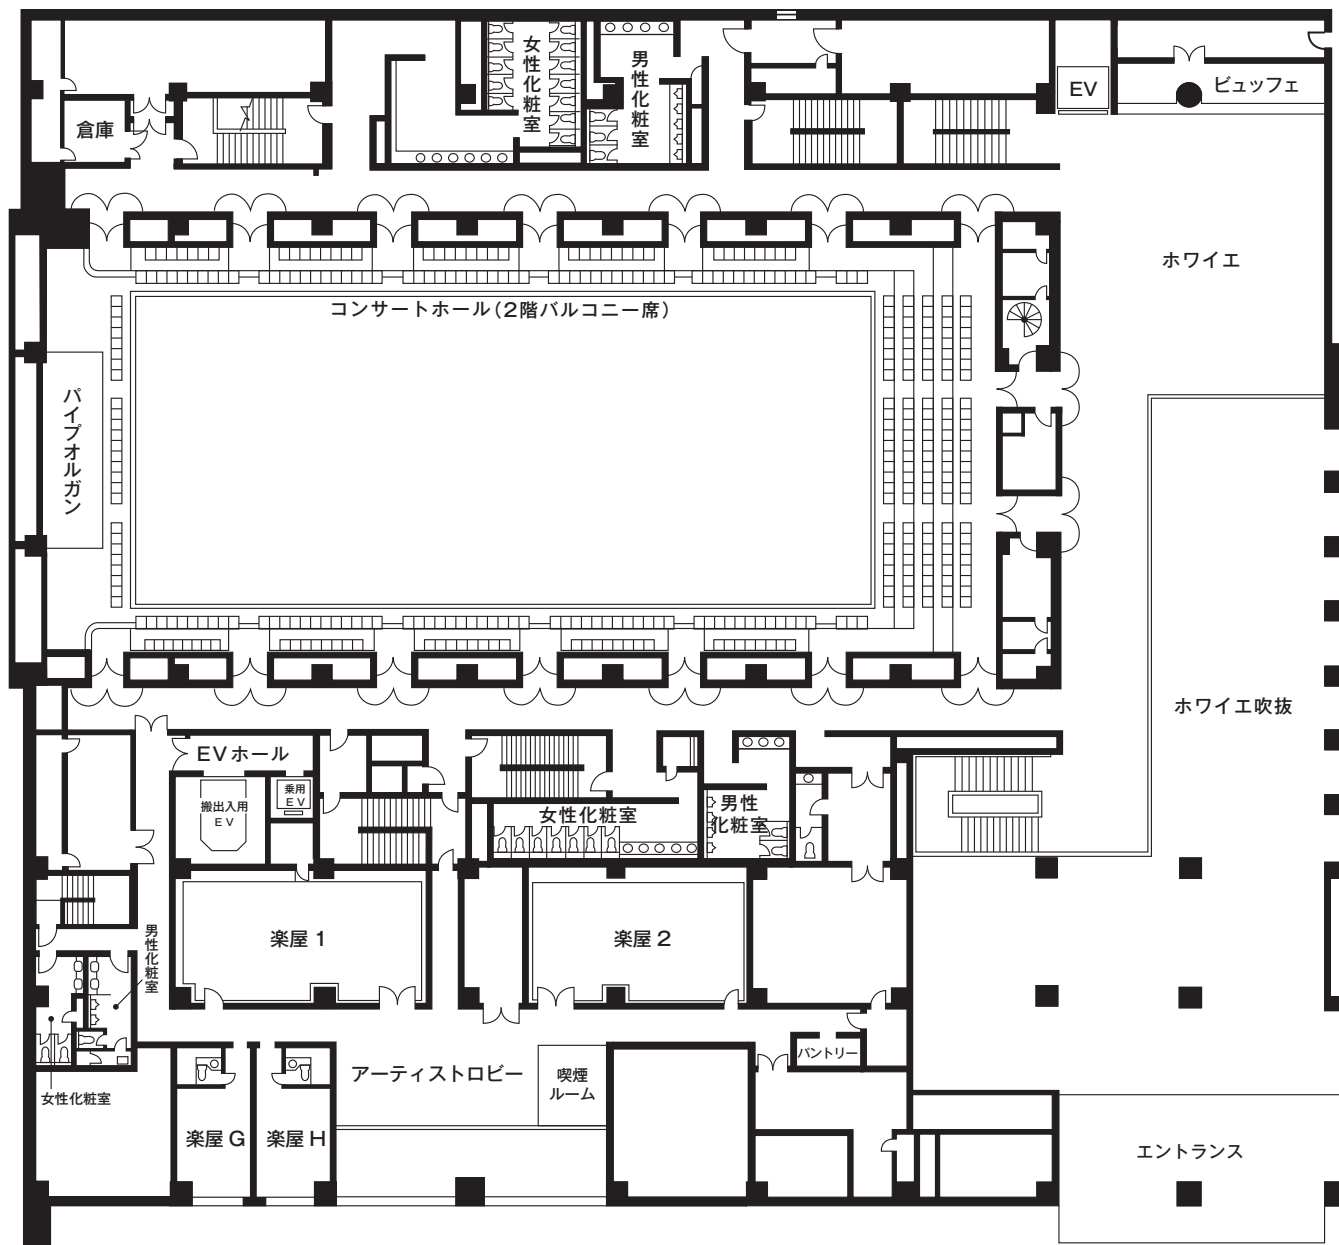 女性化粧室
男性化粧室
EV
ビュッフェ
倉庫
ホワイエ
コンサートホール（2階バルコニー席）
パイプオルガン
ホワイエ吹抜
EVホール
搬出入用
EV
乗用
EV
女性化粧室
男性
化粧室
楽屋1
楽屋2
男性化粧室
パントリー
アーティストロビー
喫煙
ルーム
女性化粧室
楽屋G
楽屋H
エントランス